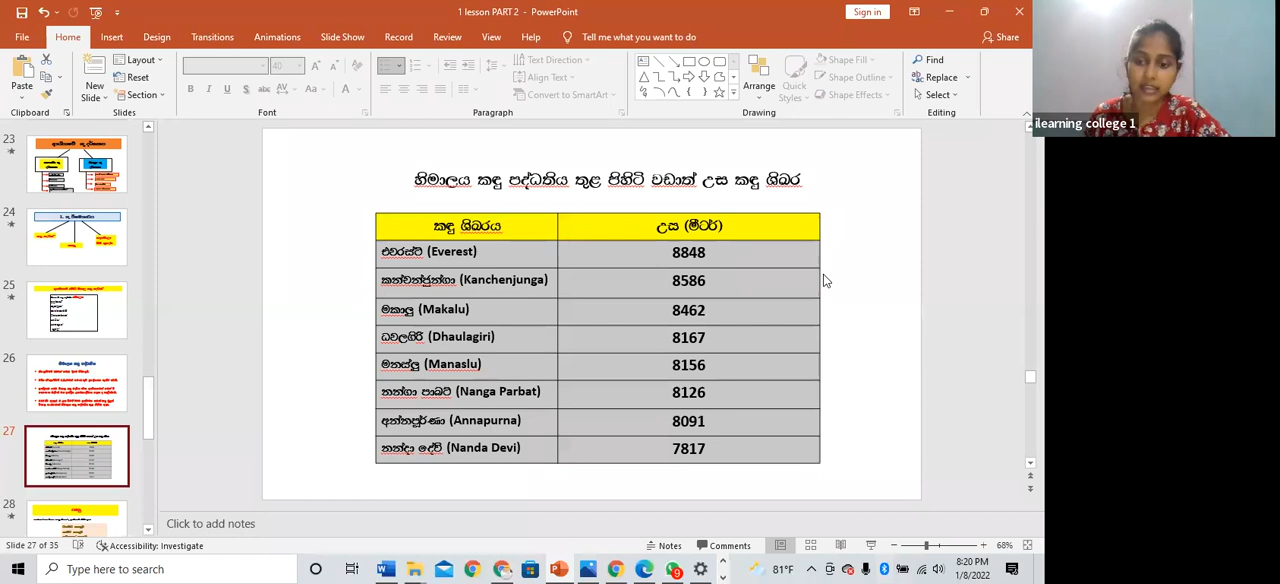 1 lesson PART 2 - PowerPoint
Sign in
File Home Insert Design Transitions Animations Slide Show Record Review View Help Tell me what you want to do Share
Paste
New Slide
Layout
Reset
Section
40
Text Direction
Align Text
Convert to SmartArt
Arrange
Quick Styles
Shape Fill
Shape Outline
Shape Effects
Find
Replace
Select
Clipboard Slides Font Paragraph Drawing Editing
ilearning college 1
23
24
25
26
27
28
හිමාලය කඳු පද්ධතිය තුළ පිහිටි වඩාත් උස කඳු ශිඛර
කඳු ශිඛරය උස (මීටර්)
එවරස්ට් (Everest) 8848
කන්චන්ජුන්ගා (Kanchenjunga) 8586
මකාලු (Makalu) 8462
ධවලගිරි (Dhaulagiri) 8167
මනස්ලු (Manaslu) 8156
නන්ගා පාබට් (Nanga Parbat) 8126
අන්නපූර්ණා (Annapurna) 8091
නන්දා දේවි (Nanda Devi) 7817
Click to add notes
Slide 27 of 35 Accessibility: Investigate Notes Comments 68%
Type here to search
9
81°F
8:20 PM
1/8/2022